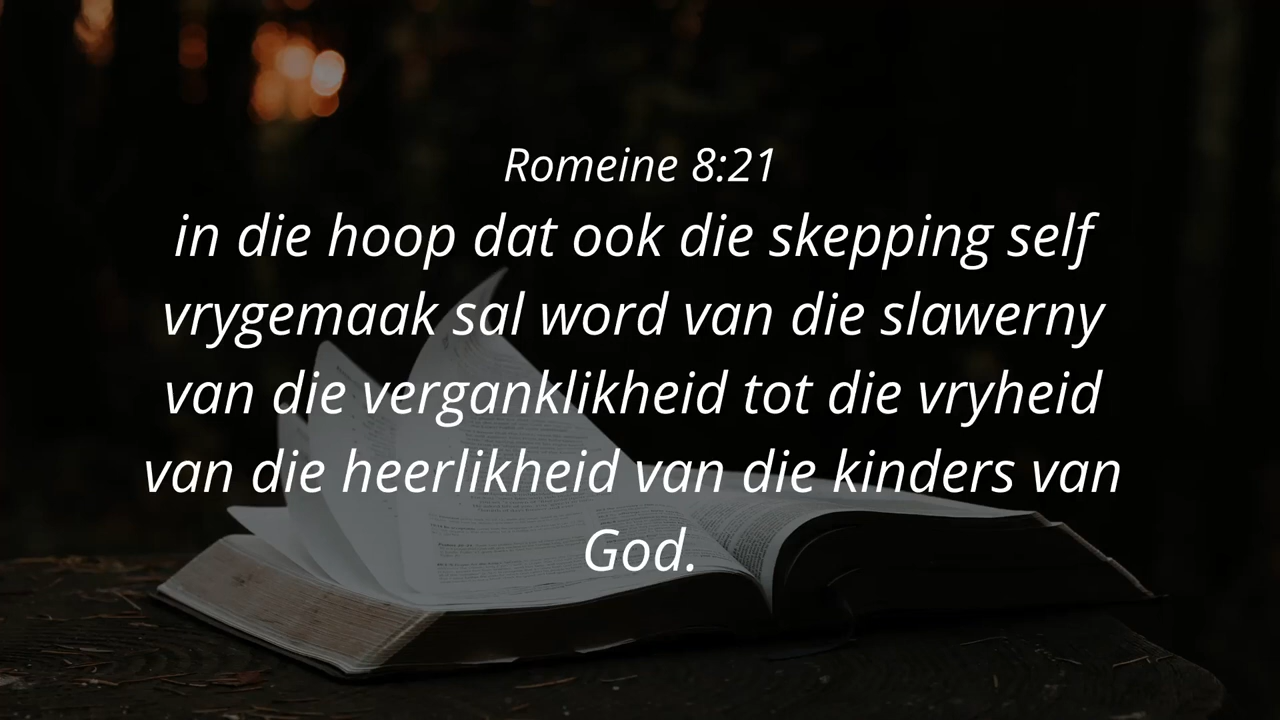 Romeine 8:21
in die hoop dat ook die skepping self
vrygemaak sal word van die slawerny
van die verganklikheid tot die vryheid
van die heerlikheid van die kinders van
God.